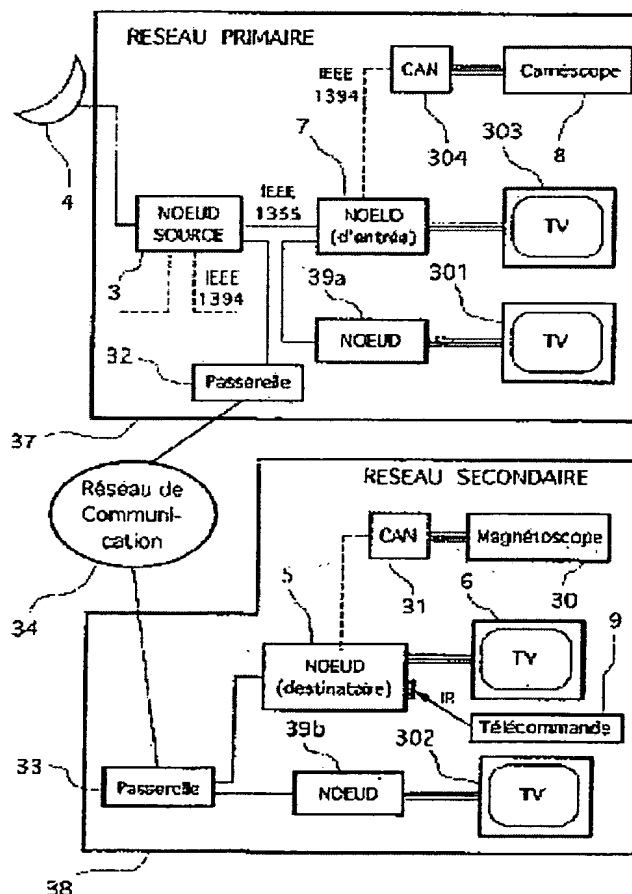 RESEAU PRIMAIRE
IEEE
1394
CAN
Caméscope
7
304
8
303
4
NOEUD
SOURCE
IEEE
1355
NOEUD
(d'entrée)
TV
3
IEEE
1394
39a
301
NOEUD
TV
32
Passerelle
37
RESEAU SECONDAIRE
Réseau de
Communi-
cation
CAN
Magnétoscope
34
5
31
6
30
9
NOEUD
(destinataire)
TV
IR
Télécommande
39b
302
33
Passerelle
NOEUD
TV
38